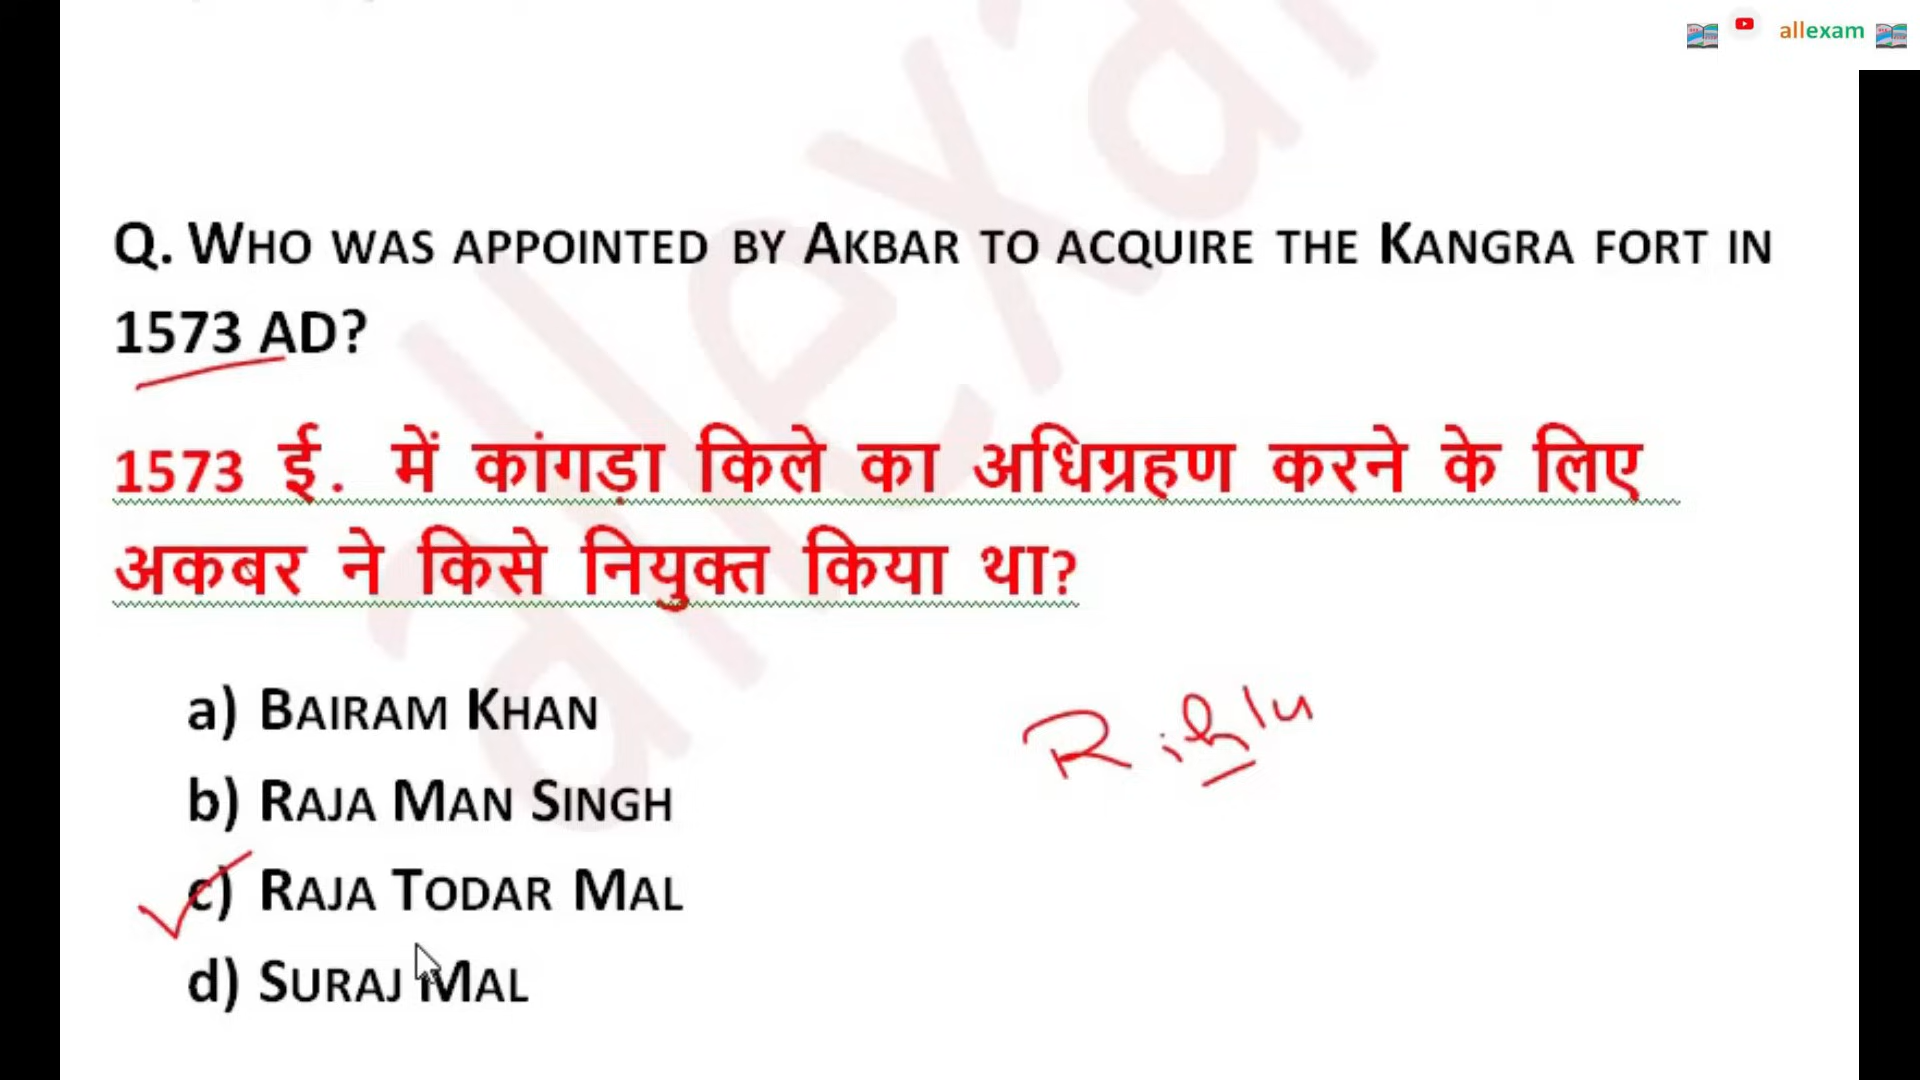 allexam
Q. WHO WAS APPOINTED BY AKBAR TO ACQUIRE THE KANGRA FORT IN
1573 AD?
1573 ई. में कांगड़ा किले का अधिग्रहण करने के लिए
अकबर ने किसे नियुक्त किया था?
a) BAIRAM KHAN
b) RAJA MAN SINGH
c) RAJA TODAR MAL
d) SURAJ MAL
Rihlu